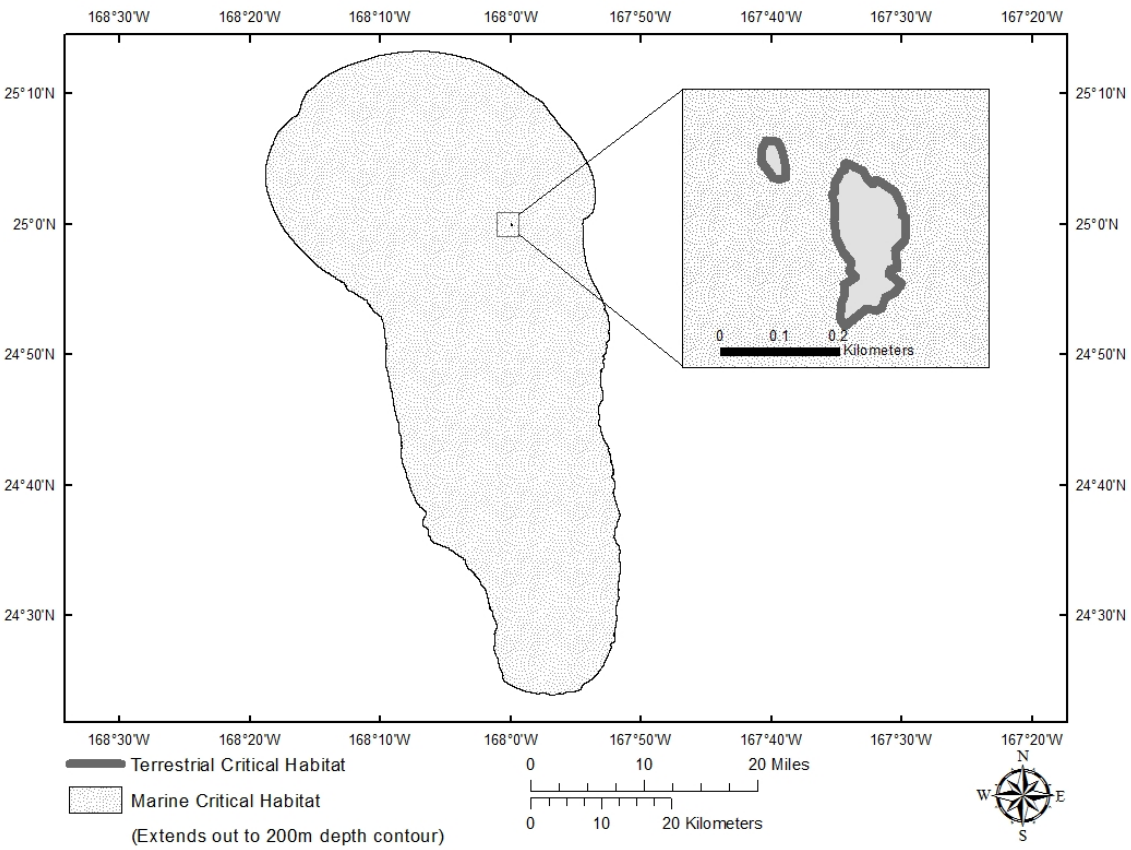 168°30'W 168°20'W 168°10'W 168°0'W 167°50'W 167°40'W 167°30'W 167°20'W
25°10'N 25°10'N
25°0'N 25°0'N
0 0.1 0.2
Kilometers
24°50'N 24°50'N
24°40'N 24°40'N
24°30'N 24°30'N
168°30'W 168°20'W 168°10'W 168°0'W 167°50'W 167°40'W 167°30'W 167°20'W
Terrestrial Critical Habitat
Marine Critical Habitat
(Extends out to 200m depth contour)
0 10 20 Miles
0 10 20 Kilometers
N
W E
S